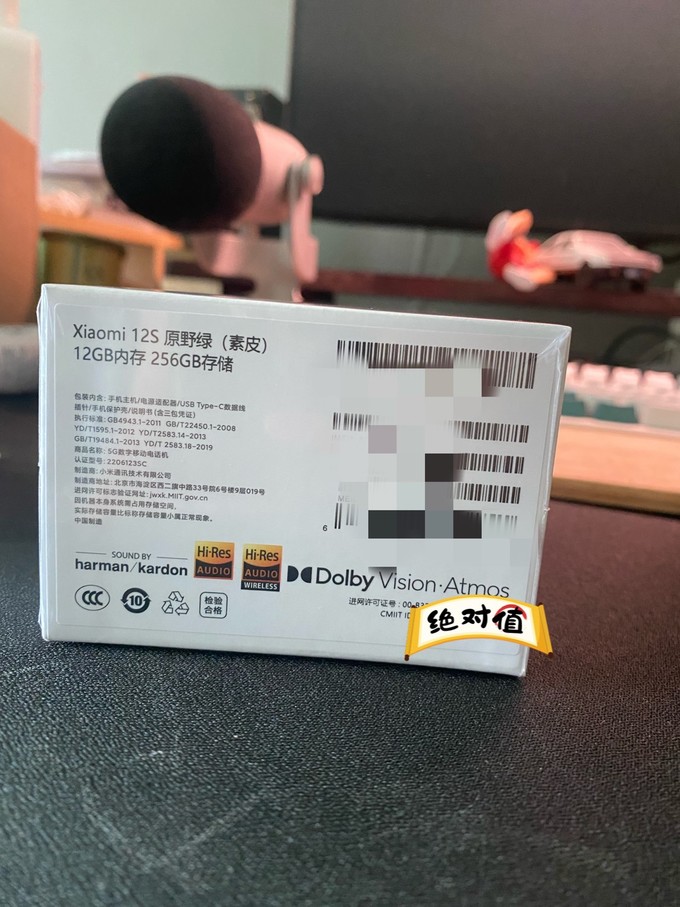 Xiaomi 12S 原野绿（素皮）
12GB内存 256GB存储
包装内含: 手机主机/电源适配器/USB Type-C数据线
插针/手机保护壳/说明书 (含三包凭证)
执行标准: GB4943.1-2011 GB/T22450.1-2008
YD/T1595.1-2012 YD/T2583.14-2013
GB/T19484.1-2013 YD/T 2583.18-2019
商品名称: 5G数字移动电话机
认证型号: 2206123SC
制造商: 小米通讯技术有限公司
制造商地址: 北京市海淀区西二旗中路33号院6号楼9层019号
进网许可标志验证网址: jwxk.MIIT.gov.cn
因机器本身系统需占用存储空间,
实际存储容量比标称存储容量小属正常现象。
中国制造
6
SOUND BY
harman/kardon
Hi-Res
AUDIO
Hi-Res
AUDIO
WIRELESS
Dolby Vision·Atmos
CCC
10
检验
合格
进网许可证号: 00-B
CMIIT ID
绝对值